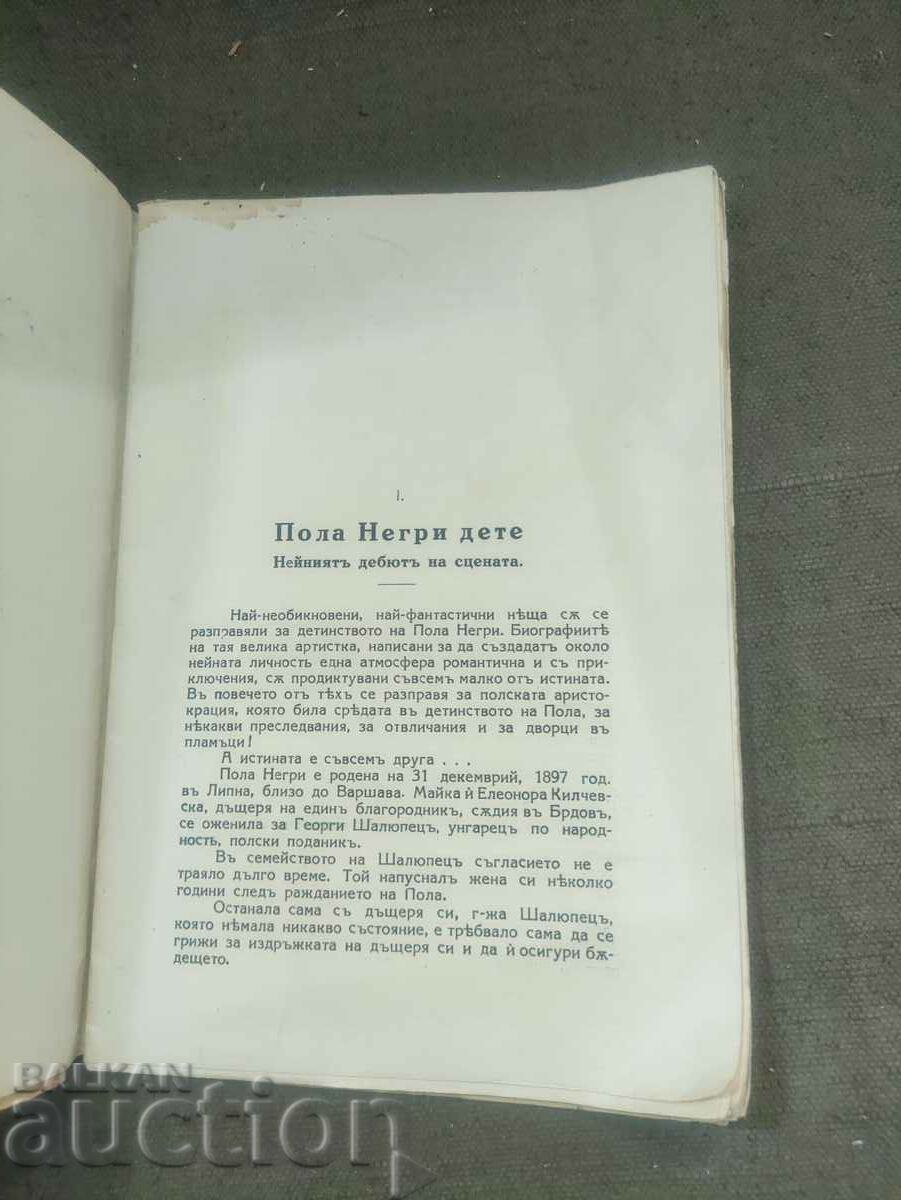 I.
Пола Негри дете
Нейниятъ дебютъ на сцената.
Най-необикновени, най-фантастични нѣща сѫ се
разправяли за детинството на Пола Негри. Биографиитѣ
на тая велика артистка, написани за да създадатъ около
нейната личность една атмосфера романтична и съ при-
ключения, сѫ продиктувани съвсем малко отъ истината.
Въ повечето отъ тѣхъ се разправя за полската аристо-
крация, която била срѣдата въ детинството на Пола, за
нѣкакви преследвания, за отвличания и за дворци въ
пламъци!
А истината е съвсем друга . . .
Пола Негри е родена на 31 декемврий, 1897 год.
въ Липна, близо до Варшава. Майка ѝ Елеонора Килчев-
ска, дъщеря на единъ благородникъ, сѫдия въ Брдовъ,
се оженила за Георги Шалюпецъ, унгарецъ по народ-
ность, полски поданикъ.
Въ семейството на Шалюпецъ съгласието не е
траяло дълго време. Той напусналъ жена си нѣколко
години следъ раждането на Пола.
Останала сама съ дъщеря си, г-жа Шалюпецъ,
която нѣмала никакво състояние, е трѣбвало сама да се
грижи за издръжката на дъщеря си и да ѝ осигури бѫ-
дещето.
BALKAN
auction